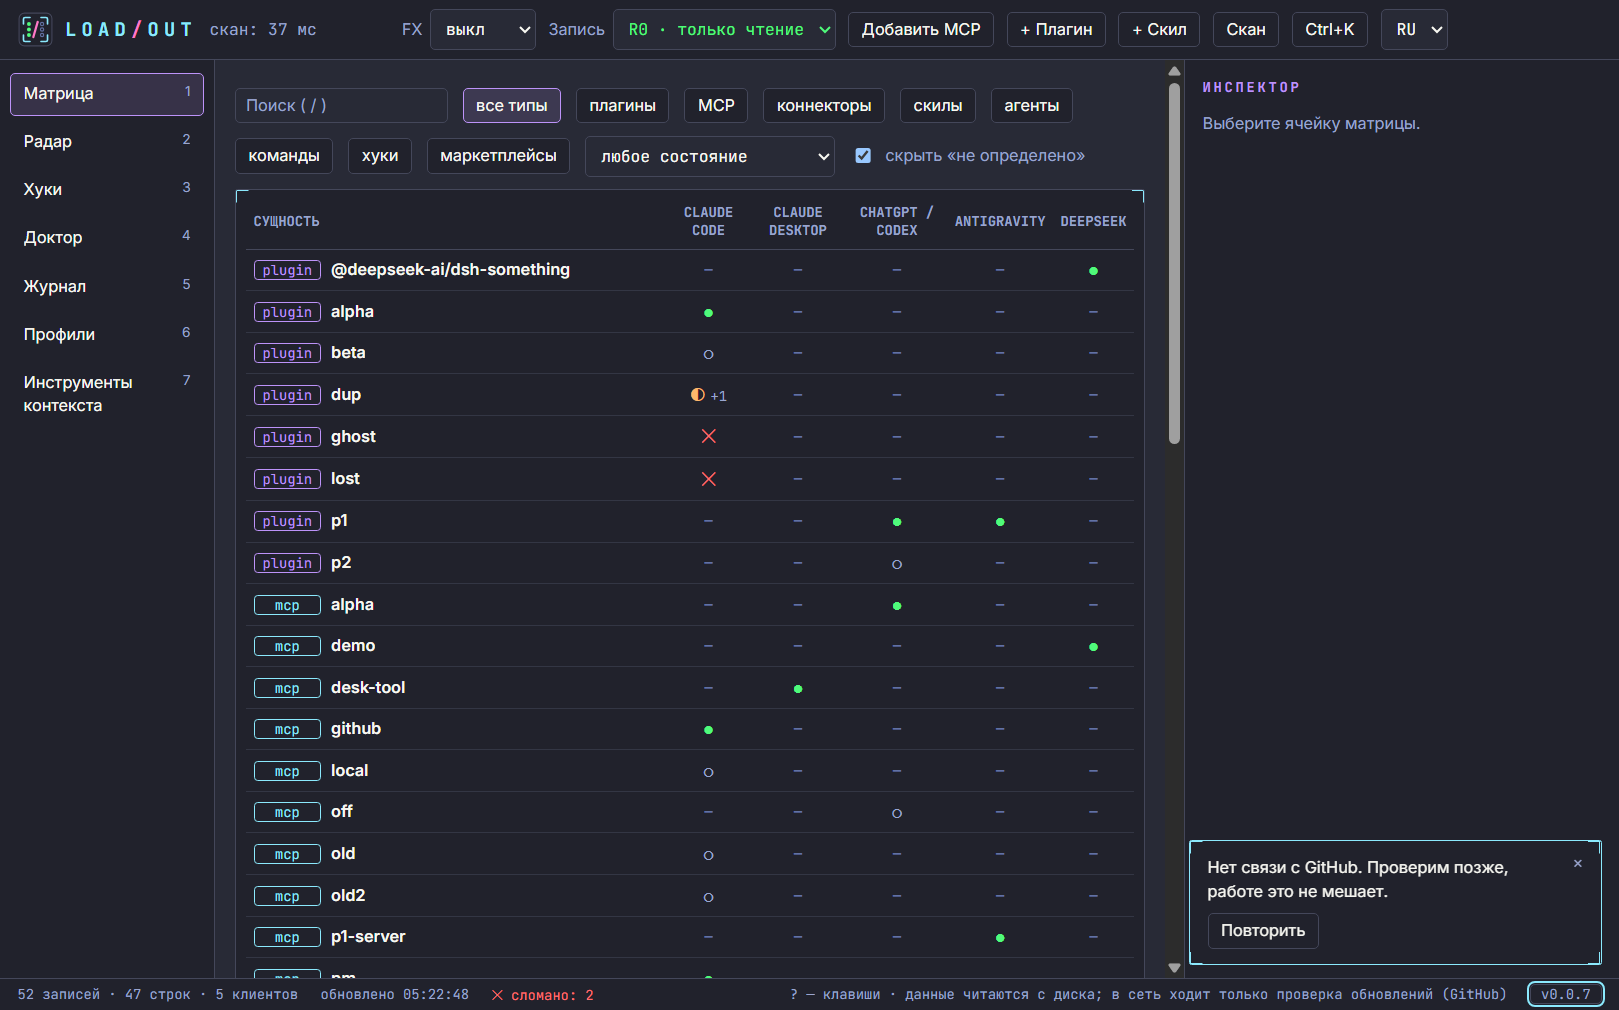 LOAD/OUT скан: 37 мс FX выкл Запись R0 · только чтение Добавить MCP + Плагин + Скил Скан Ctrl+K RU
Матрица 1
Радар 2
Хуки 3
Доктор 4
Журнал 5
Профили 6
Инструменты контекста 7
Поиск ( / ) все типы плагины MCP коннекторы скилы агенты
команды хуки маркетплейсы любое состояние скрыть «не определено»
СУЩНОСТЬ CLAUDE CODE CLAUDE DESKTOP CHATGPT / CODEX ANTIGRAVITY DEEPSEEK
plugin @deepseek-ai/dsh-something – – – –
plugin alpha – – – –
plugin beta – – – –
plugin dup +1 – – – –
plugin ghost – – – –
plugin lost – – – –
plugin p1 – – –
plugin p2 – – – –
mcp alpha – – – –
mcp demo – – – –
mcp desk-tool – – – –
mcp github – – – –
mcp local – – – –
mcp off – – – –
mcp old – – – –
mcp old2 – – – –
mcp p1-server – – – –
ИНСПЕКТОР
Выберите ячейку матрицы.
Нет связи с GitHub. Проверим позже,
работе это не мешает.
×
Повторить
52 записей · 47 строк · 5 клиентов обновлено 05:22:48 сломано: 2 ? — клавиши · данные читаются с диска; в сеть ходит только проверка обновлений (GitHub) v0.0.7